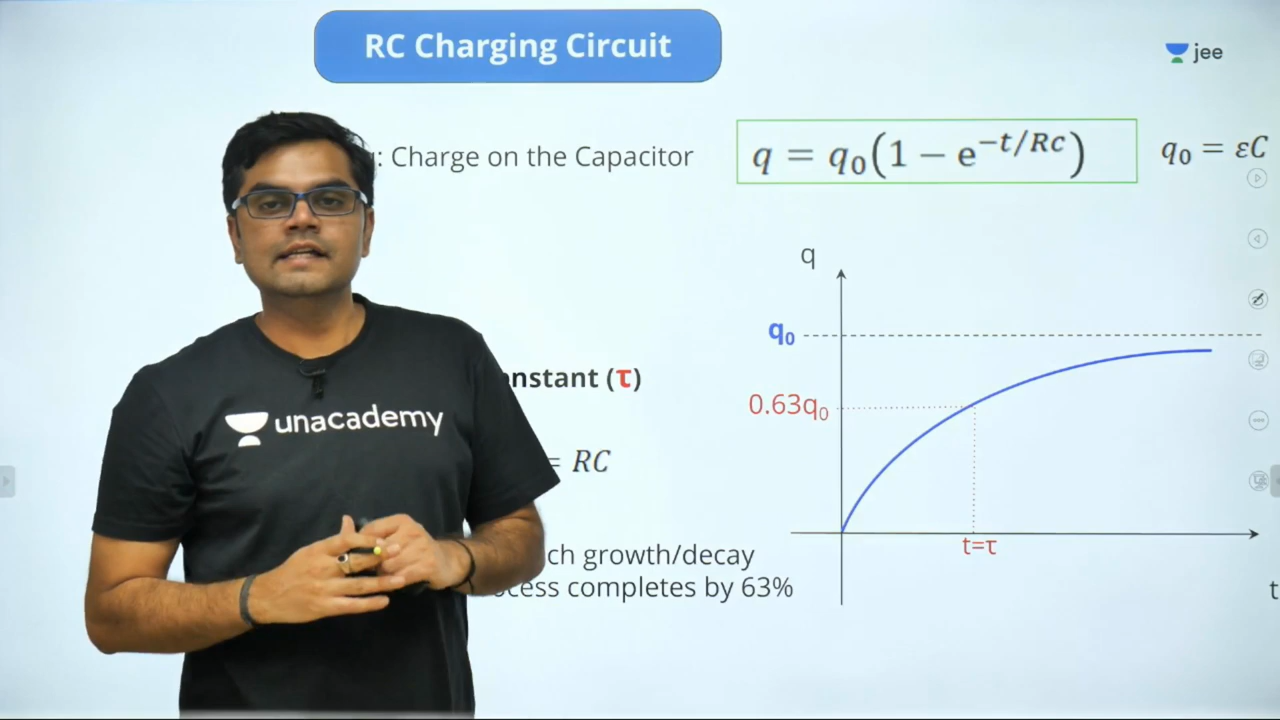 RC Charging Circuit
jee
: Charge on the Capacitor
q = q₀(1 − e^{−t/Rc})
q₀ = εC
q
q₀
nstant (τ)
0.63q₀
unacademy
= RC
t=τ
ch growth/decay
cess completes by 63%
t